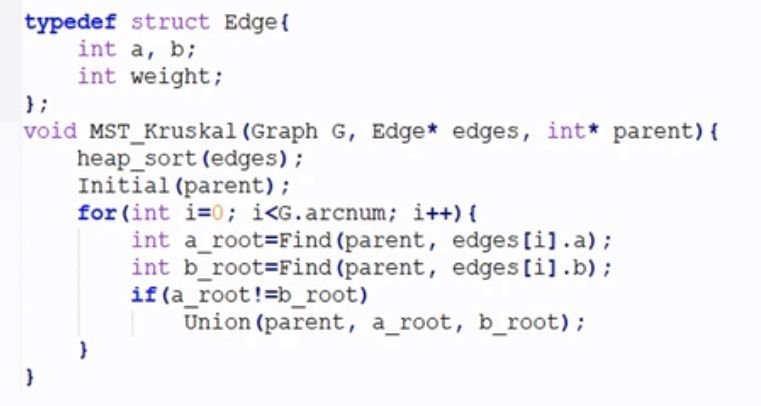 typedef struct Edge{
    int a, b;
    int weight;
};
void MST_Kruskal(Graph G, Edge* edges, int* parent){
    heap_sort(edges);
    Initial(parent);
    for(int i=0; i<G.arcnum; i++){
        int a_root=Find(parent, edges[i].a);
        int b_root=Find(parent, edges[i].b);
        if(a_root!=b_root)
            Union(parent, a_root, b_root);
    }
}